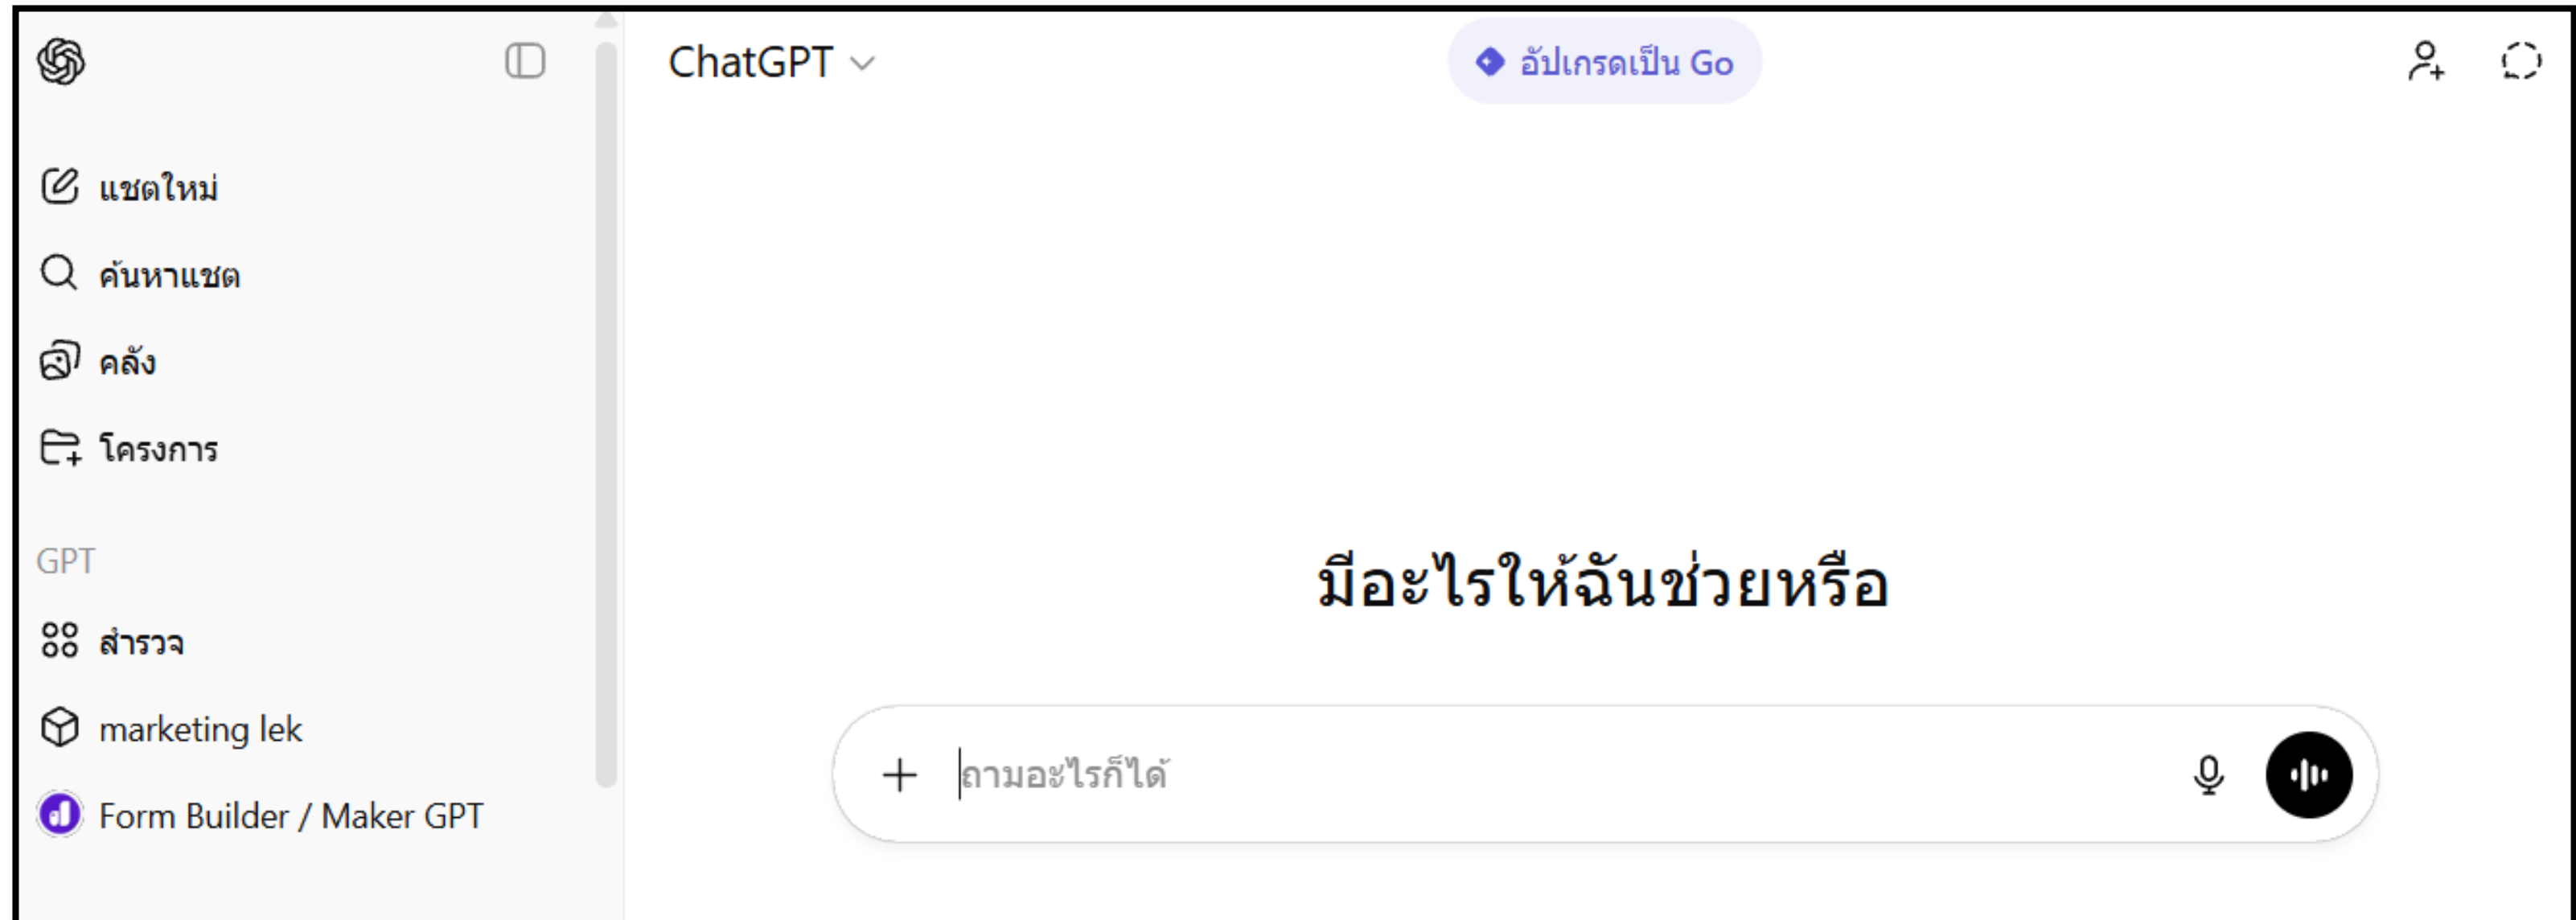 ChatGPT
อัปเกรดเป็น Go
แชตใหม่
ค้นหาแชต
คลัง
โครงการ
GPT
สำรวจ
marketing lek
Form Builder / Maker GPT
มีอะไรให้ฉันช่วยหรือ
ถามอะไรก็ได้